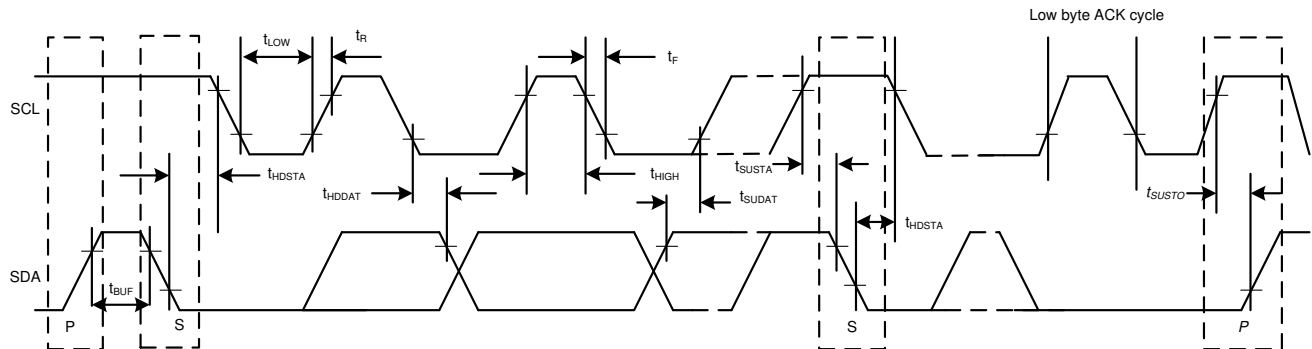 Low byte ACK cycle
tLOW
tR
tF
SCL
tHDSTA
tHDDAT
tHIGH
tSUDAT
tSUSTA
tHDSTA
tSUSTO
SDA
tBUF
P
S
S
P